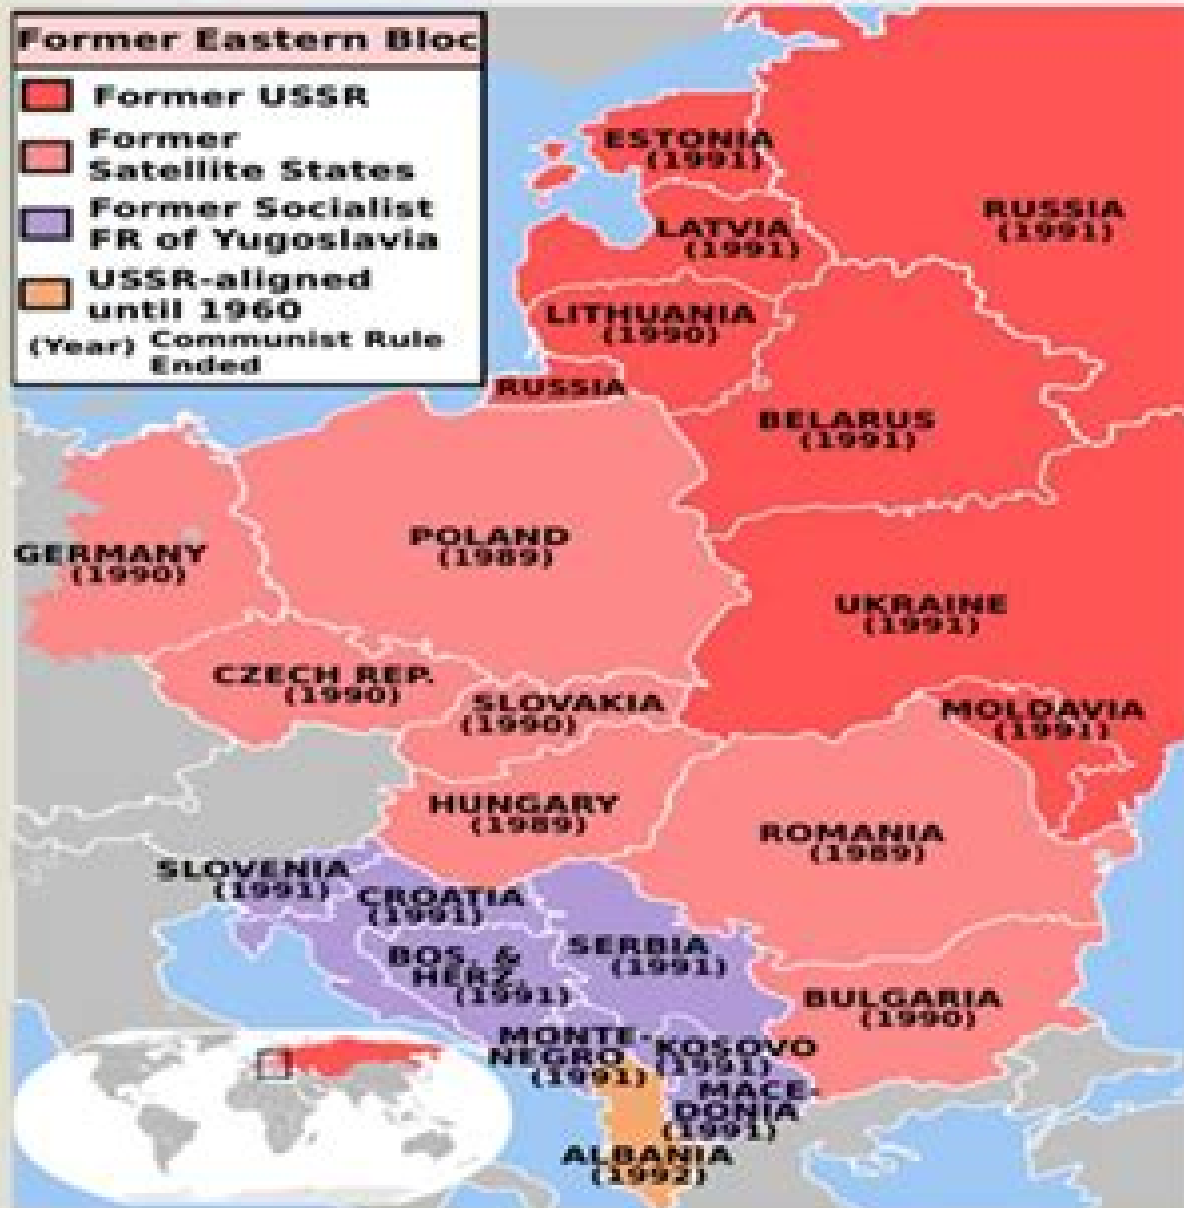 Former Eastern Bloc
Former USSR
Former
Satellite States
Former Socialist
FR of Yugoslavia
USSR-aligned
until 1960
(Year) Communist Rule
Ended
ESTONIA
(1991)
RUSSIA
(1991)
LATVIA
(1991)
LITHUANIA
(1990)
RUSSIA
BELARUS
(1991)
POLAND
(1989)
GERMANY
(1990)
UKRAINE
(1991)
CZECH REP.
(1990)
SLOVAKIA
(1990)
MOLDAVIA
(1991)
HUNGARY
(1989)
ROMANIA
(1989)
SLOVENIA
(1991)
CROATIA
(1991)
BOS. &
HERZ.
(1991)
SERBIA
(1991)
BULGARIA
(1990)
MONTE-
NEGRO
(1991)
KOSOVO
(1991)
MACE-
DONIA
(1991)
ALBANIA
(1992)